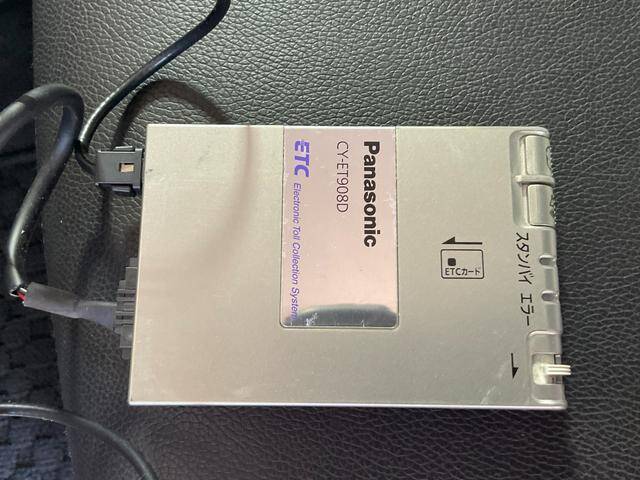 Panasonic
CY-ET908D
ETC Electronic Toll Collection System
ETCカード
スタンバイ エラー